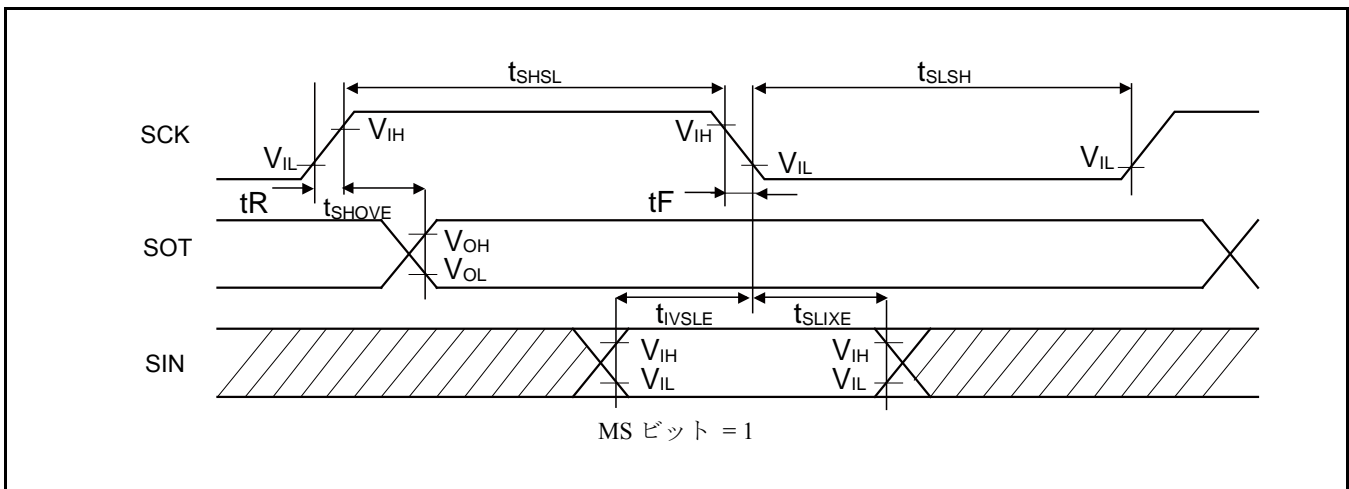 tSHSL tSLSH
SCK VIH VIH
VIL VIL VIL
tR tSHOVE tF
SOT VOH
VOL
tIVSLE tSLIXE
SIN VIH VIH
VIL VIL
MS ビット = 1